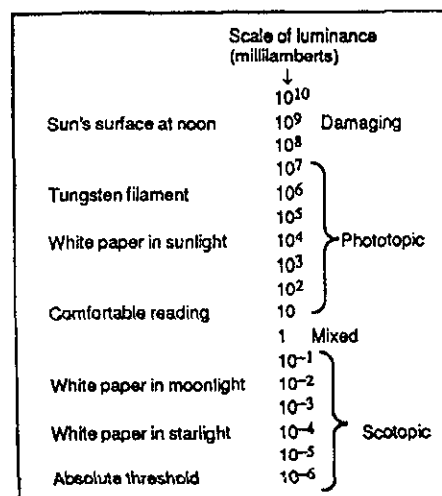 Scale of luminance
(millilamberts)
↓
10¹⁰
Sun's surface at noon 10⁹ Damaging
10⁸
10⁷
Tungsten filament 10⁶
10⁵
White paper in sunlight 10⁴ Phototopic
10³
10²
Comfortable reading 10
1 Mixed
10⁻¹
White paper in moonlight 10⁻²
10⁻³
White paper in starlight 10⁻⁴ Scotopic
10⁻⁵
Absolute threshold 10⁻⁶